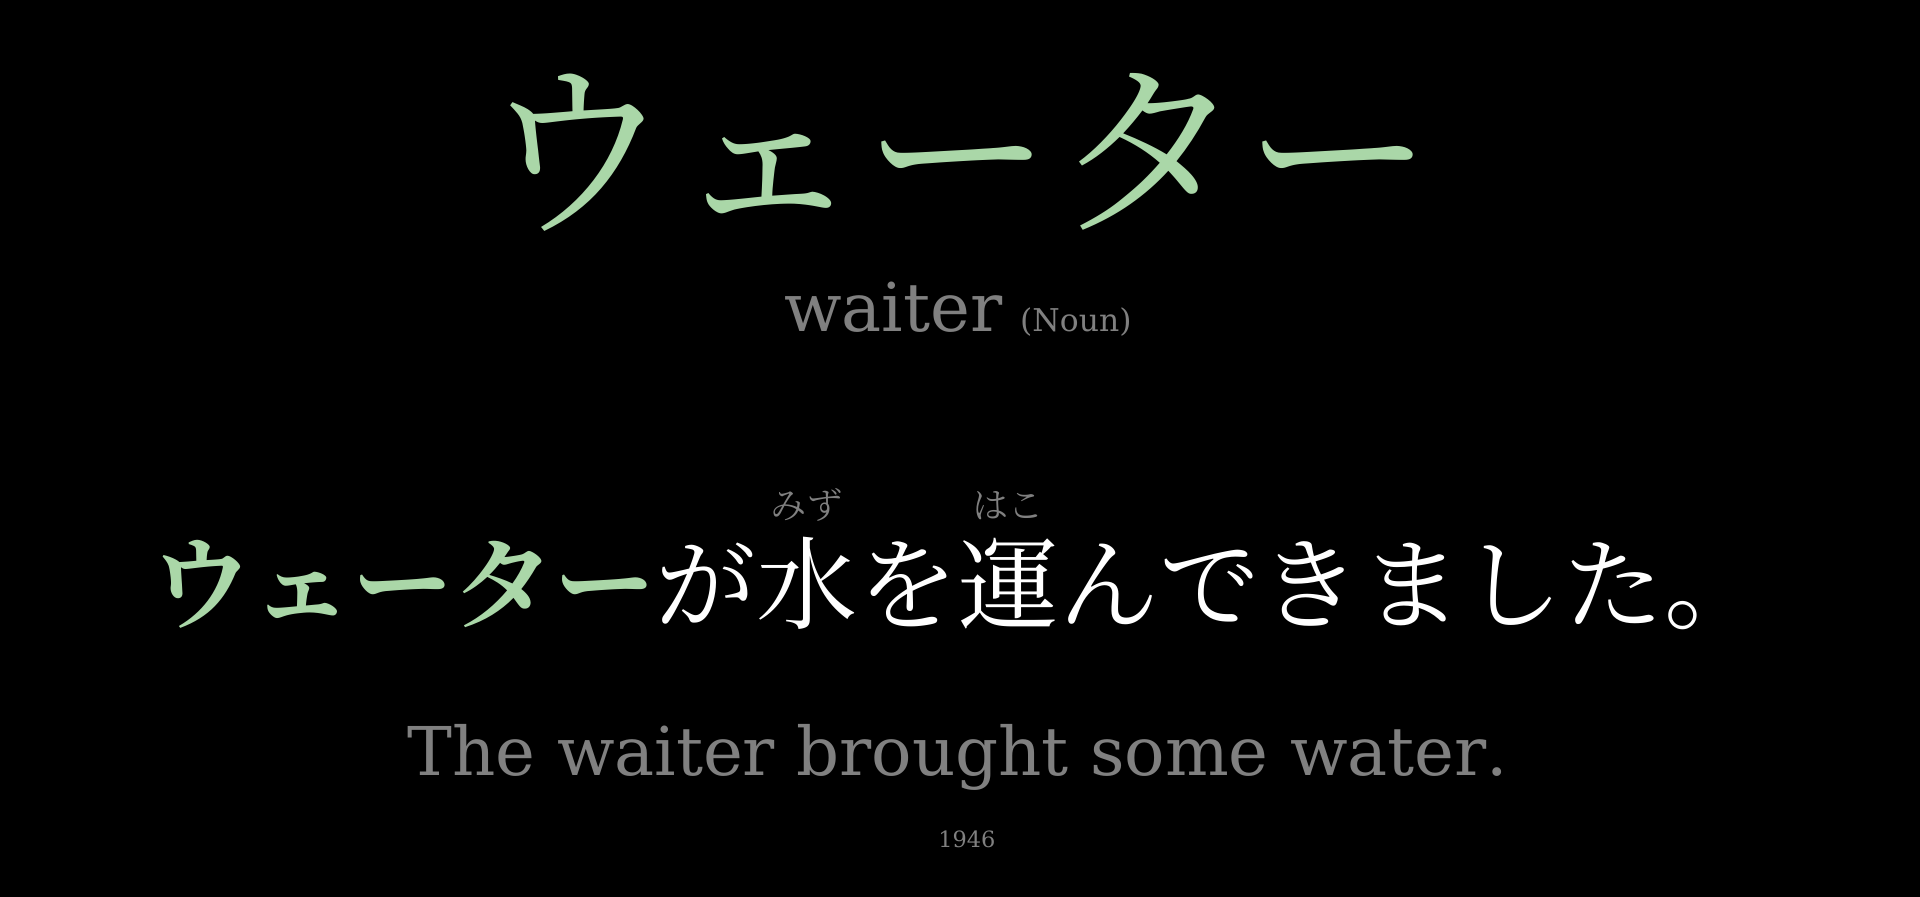 ウェーター
waiter (Noun)
みず はこ
ウェーターが水を運んできました。
The waiter brought some water.
1946